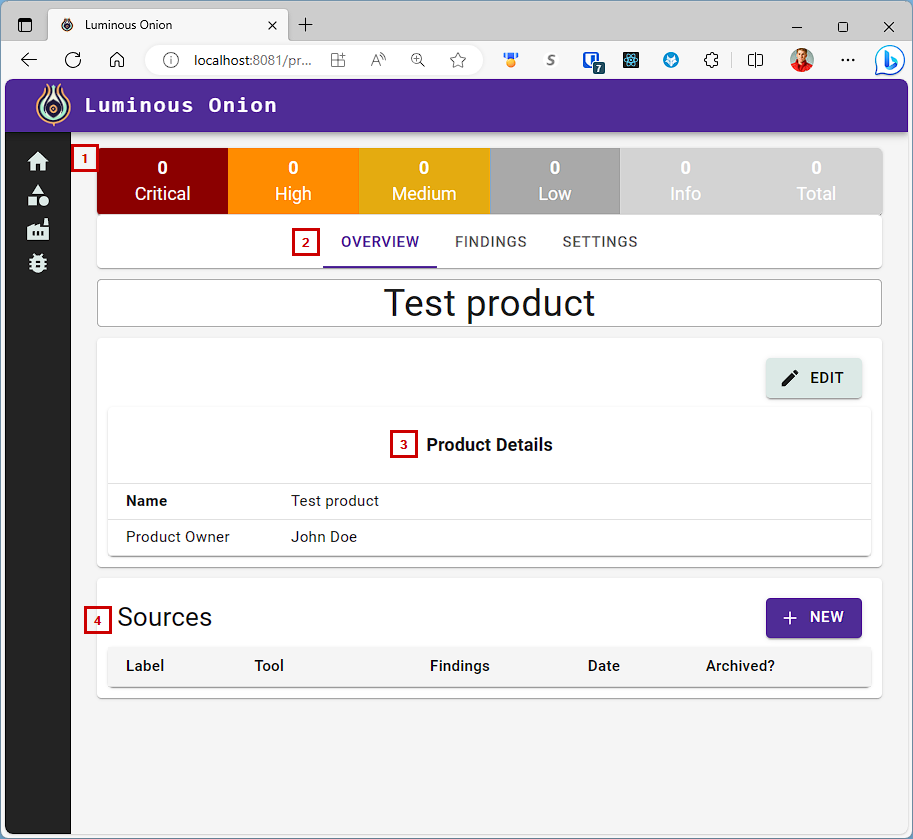 Luminous Onion
localhost:8081/pr...
A
S
7
b
Luminous Onion
1
0 0 0 0 0 0
Critical High Medium Low Info Total
2 OVERVIEW FINDINGS SETTINGS
Test product
EDIT
3 Product Details
Name Test product
Product Owner John Doe
4 Sources
+ NEW
Label Tool Findings Date Archived?